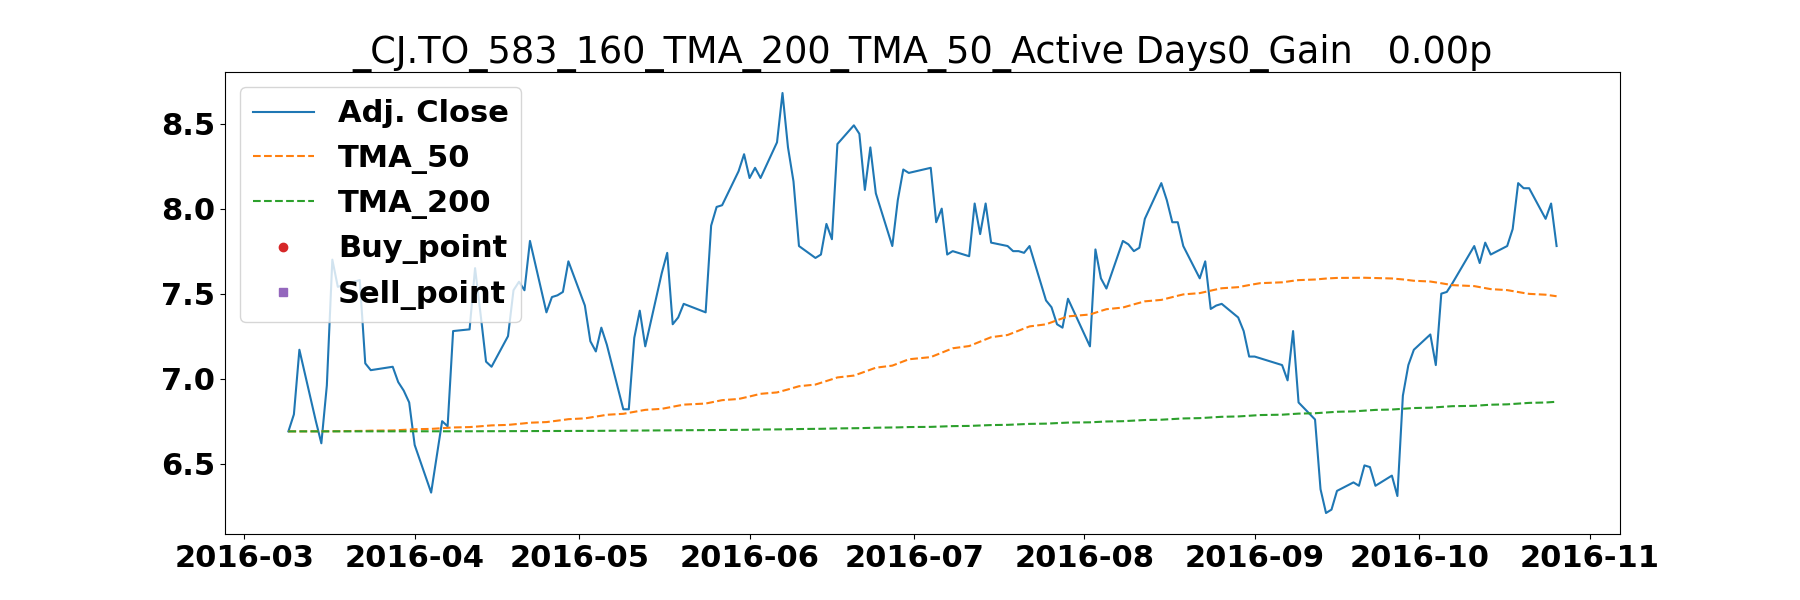 _CJ.TO_583_160_TMA_200_TMA_50_Active Days0_Gain   0.00p
8.5
8.0
7.5
7.0
6.5
Adj. Close
TMA_50
TMA_200
Buy_point
Sell_point
2016-03 2016-04 2016-05 2016-06 2016-07 2016-08 2016-09 2016-10 2016-11